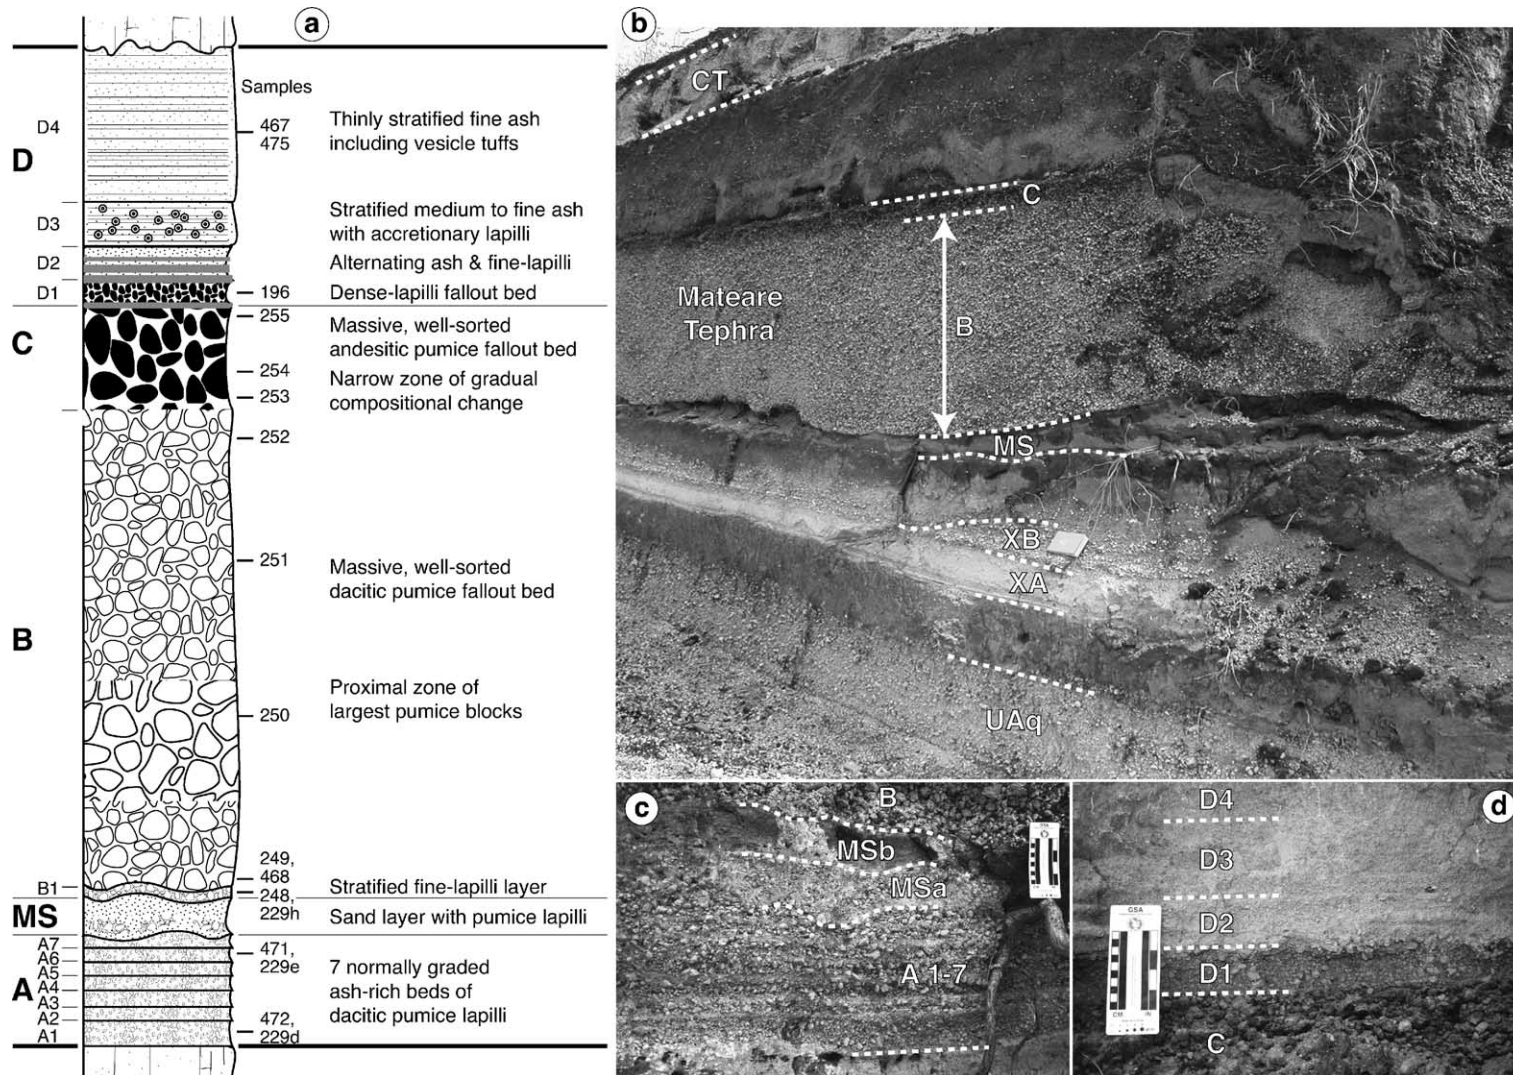 a
Samples
D4
467
475
Thinly stratified fine ash
including vesicle tuffs
D
D3
Stratified medium to fine ash
with accretionary lapilli
D2
Alternating ash & fine-lapilli
D1
196
Dense-lapilli fallout bed
255
C
Massive, well-sorted
andesitic pumice fallout bed
254
253
Narrow zone of gradual
compositional change
252
251
Massive, well-sorted
dacitic pumice fallout bed
B
250
Proximal zone of
largest pumice blocks
249,
468
B1
248,
Stratified fine-lapilli layer
MS
229h
Sand layer with pumice lapilli
A7
A6
A5
A4
A3
A2
A1
A
471,
229e
7 normally graded
ash-rich beds of
dacitic pumice lapilli
472,
229d
b
CT
C
Mateare
Tephra
B
MS
XB
XA
UAq
c
B
MSb
MSa
A 1-7
d
D4
D3
GSA
D2
D1
CM
IN
C